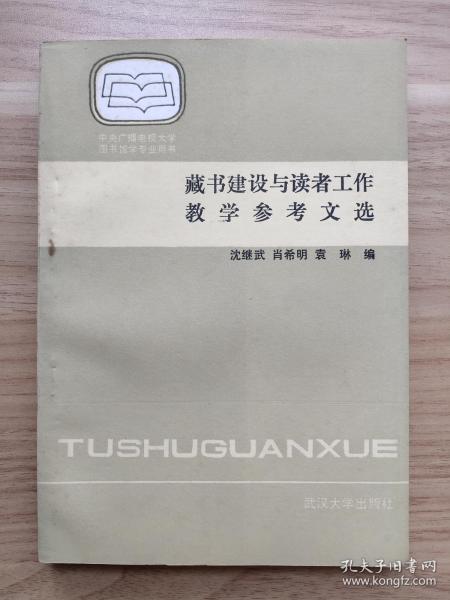 中央广播电视大学
图书馆学专业用书
藏书建设与读者工作
教学参考文选
沈继武 肖希明 袁 琳 编
TUSHUGUANXUE
武汉大学出版社
孔夫子旧书网
www.kongfz.com